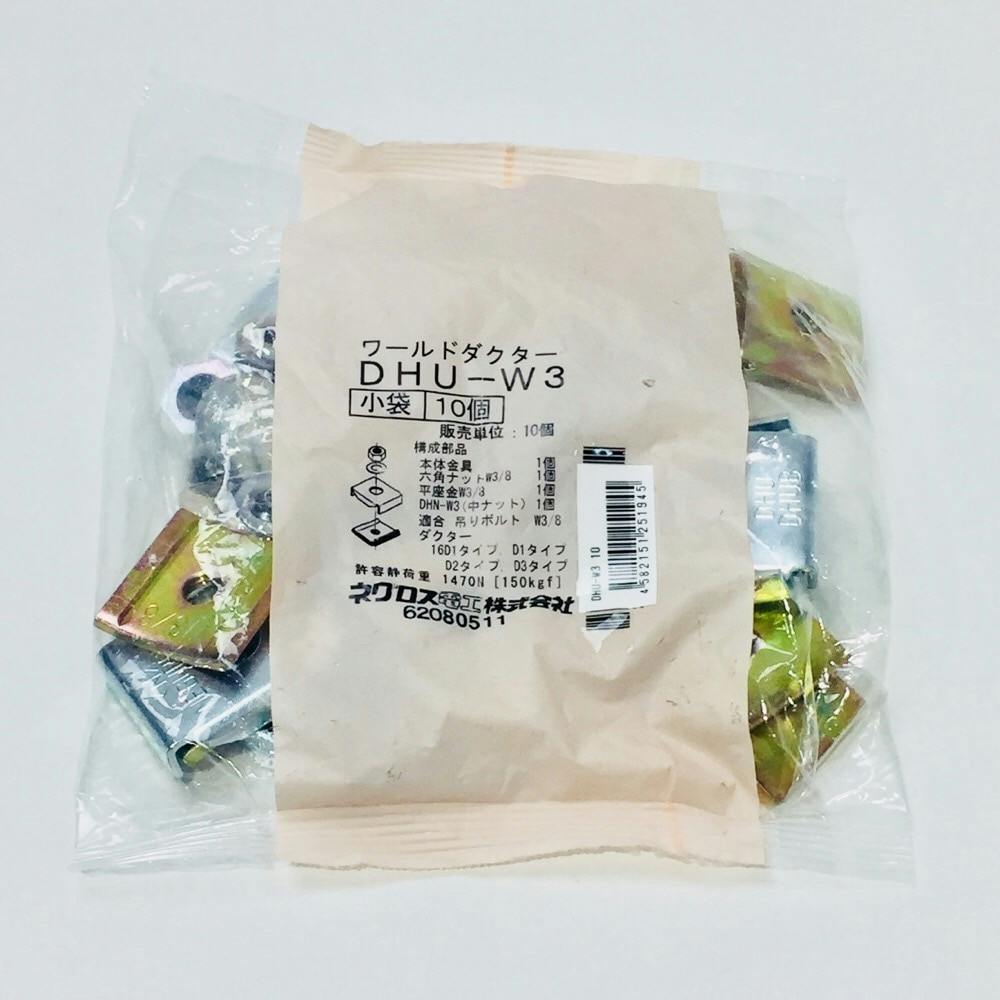 ワールドダクター
DHU-W3
小袋 10個
販売単位：10個
構成部品
本体金具 1個
六角ナットW3/8 1個
平座金W3/8 1個
DHN-W3(中ナット) 1個
適合 吊りボルト W3/8
ダクター
16D1タイプ、D1タイプ
D2タイプ、D3タイプ
許容静荷重 1470N [150kgf]
ネグロス電工株式会社
62080511
DHU-W3 10
4582151251945
DHU
DHUB